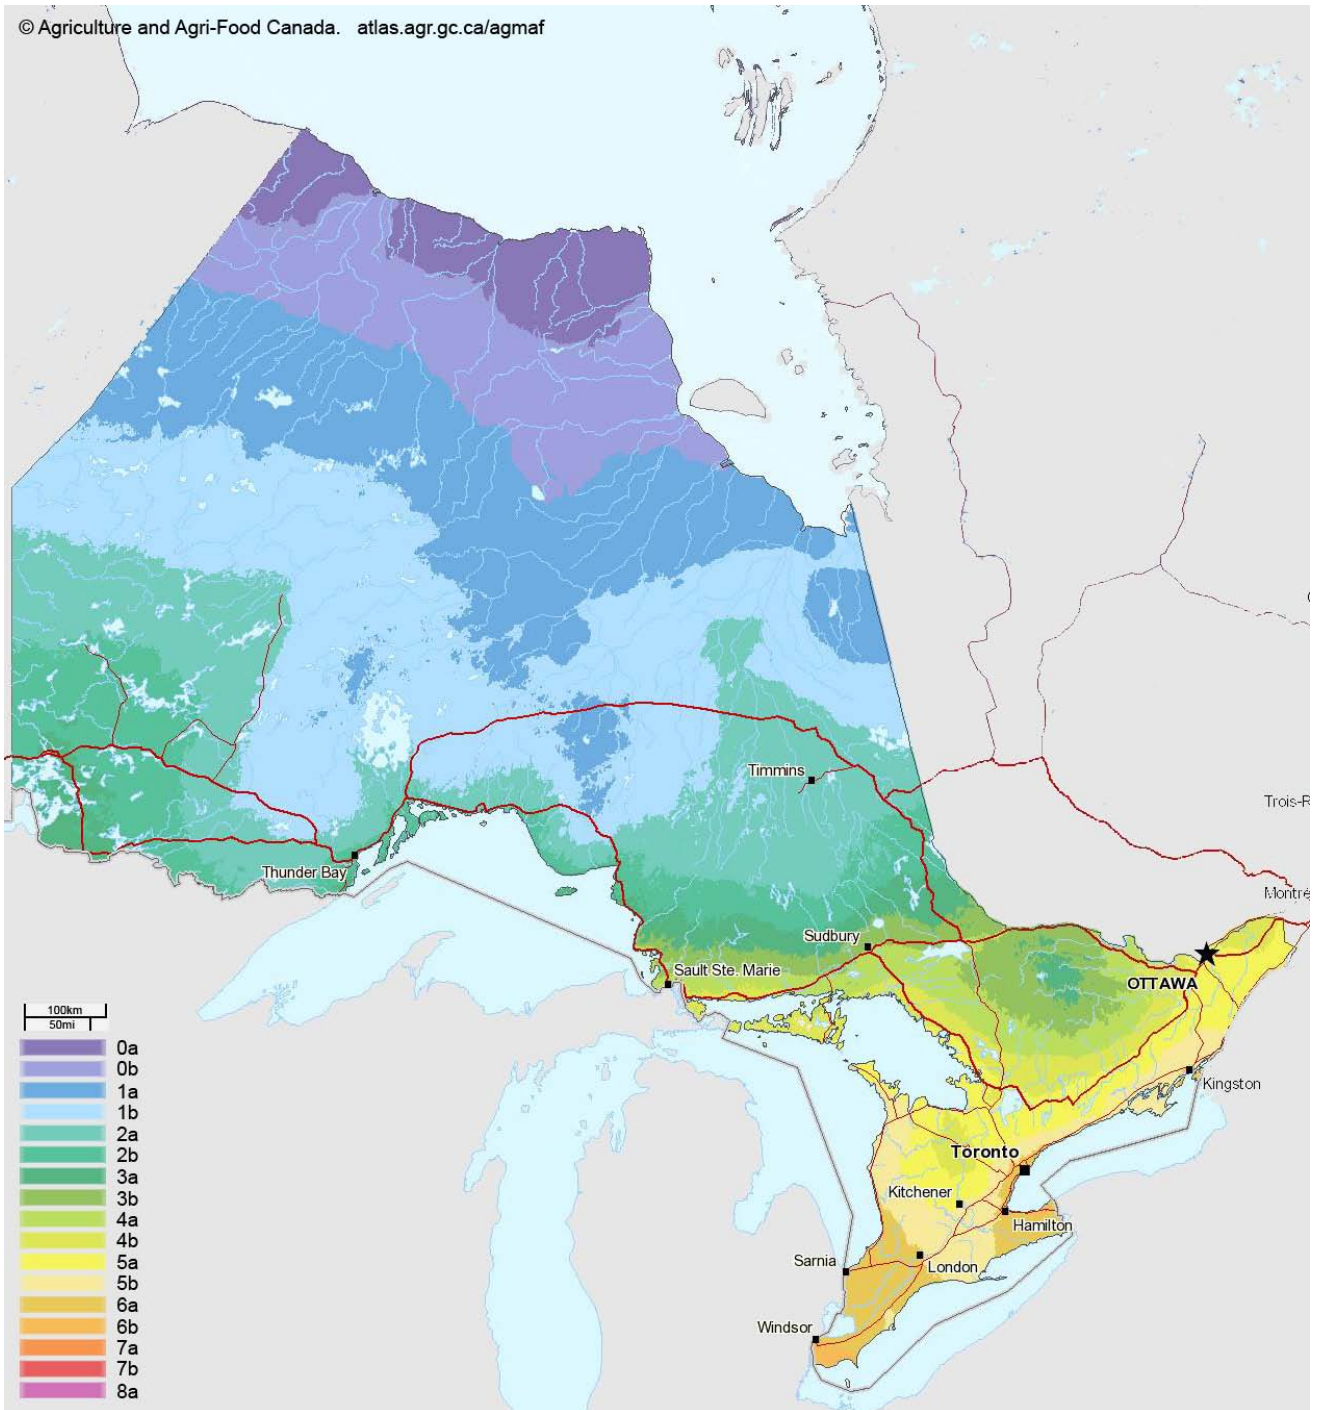 © Agriculture and Agri-Food Canada. atlas.agr.gc.ca/agmaf
Timmins
Trois-R
Thunder Bay
Montré
Sudbury
Sault Ste. Marie
OTTAWA
100km
50mi
0a
0b
1a
1b
2a
2b
3a
3b
4a
4b
5a
5b
6a
6b
7a
7b
8a
Kingston
Toronto
Kitchener
Hamilton
Sarnia
London
Windsor